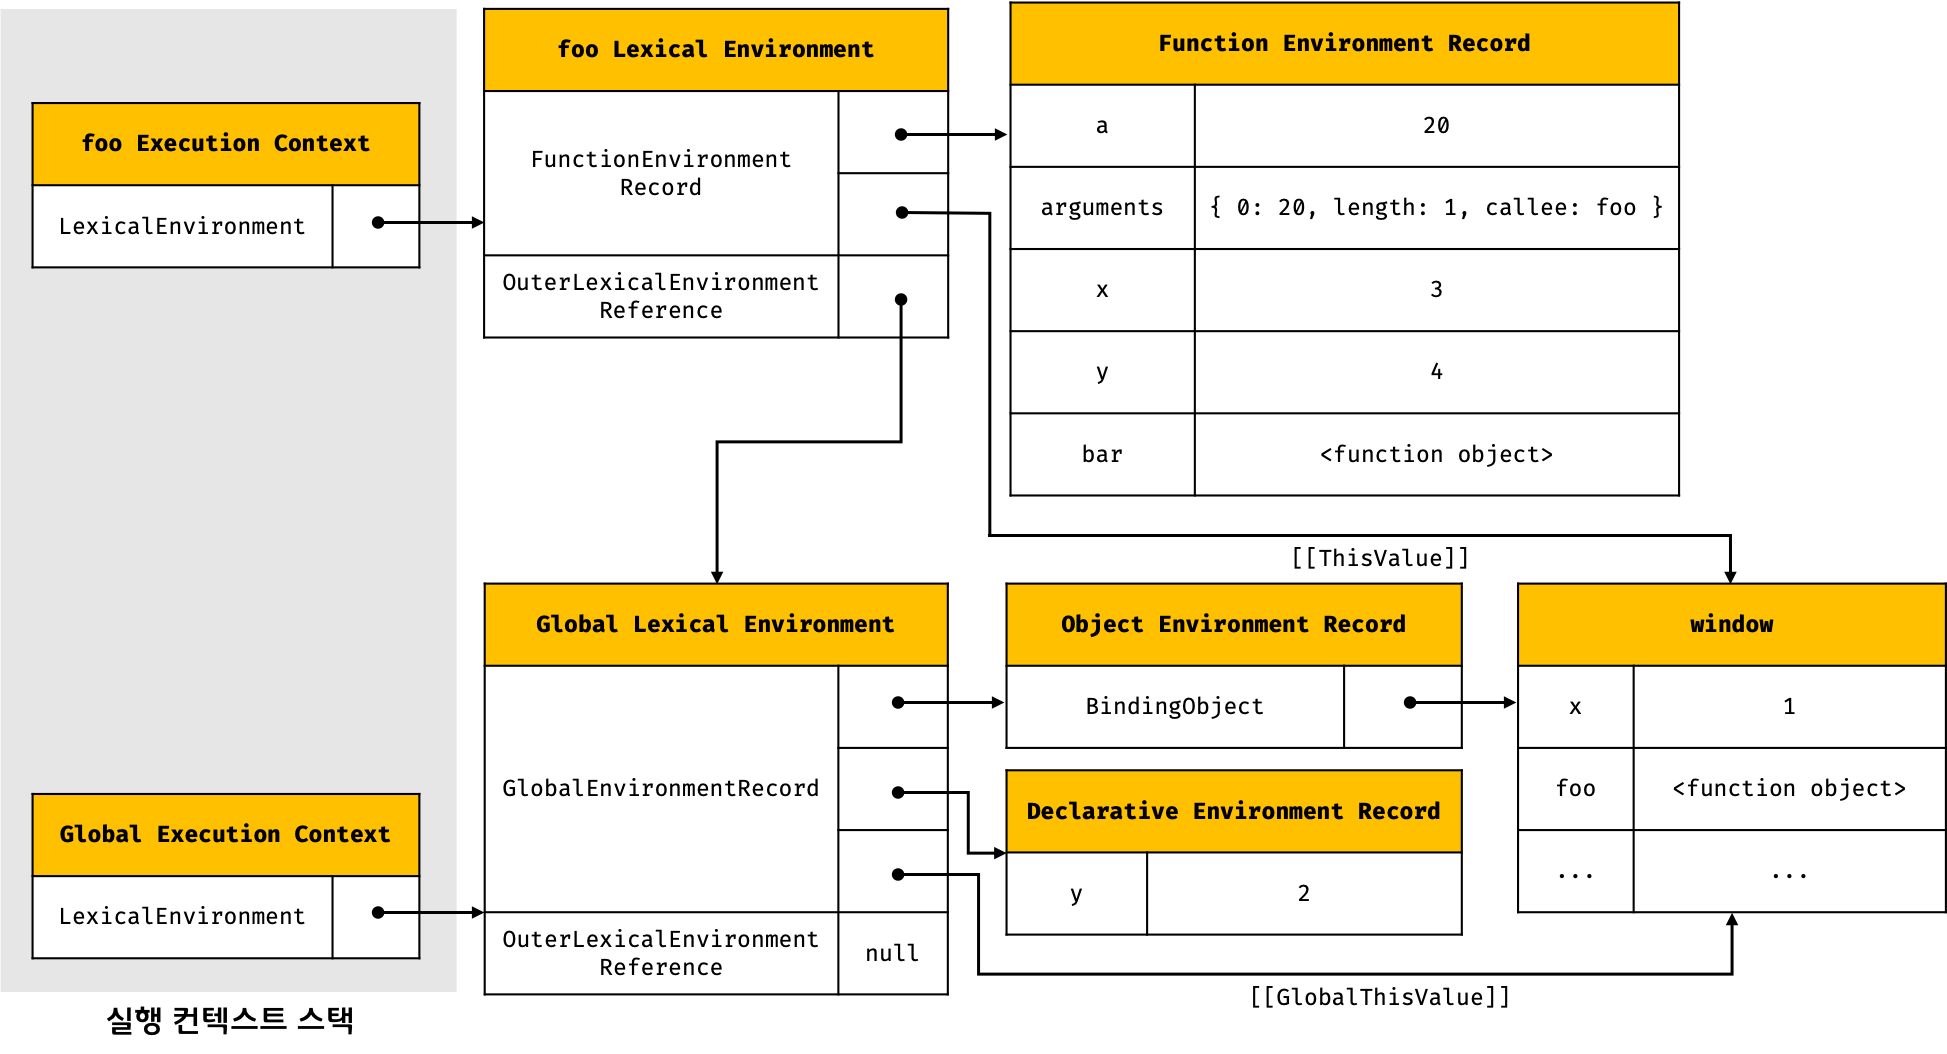 foo Execution Context
LexicalEnvironment
foo Lexical Environment
FunctionEnvironment
Record
OuterLexicalEnvironment
Reference
Function Environment Record
a
20
arguments
{ 0: 20, length: 1, callee: foo }
x
3
y
4
bar
<function object>
[[ThisValue]]
Global Execution Context
LexicalEnvironment
Global Lexical Environment
GlobalEnvironmentRecord
OuterLexicalEnvironment
Reference
null
Object Environment Record
BindingObject
Declarative Environment Record
y
2
window
x
1
foo
<function object>
...
...
[[GlobalThisValue]]
실행 컨텍스트 스택